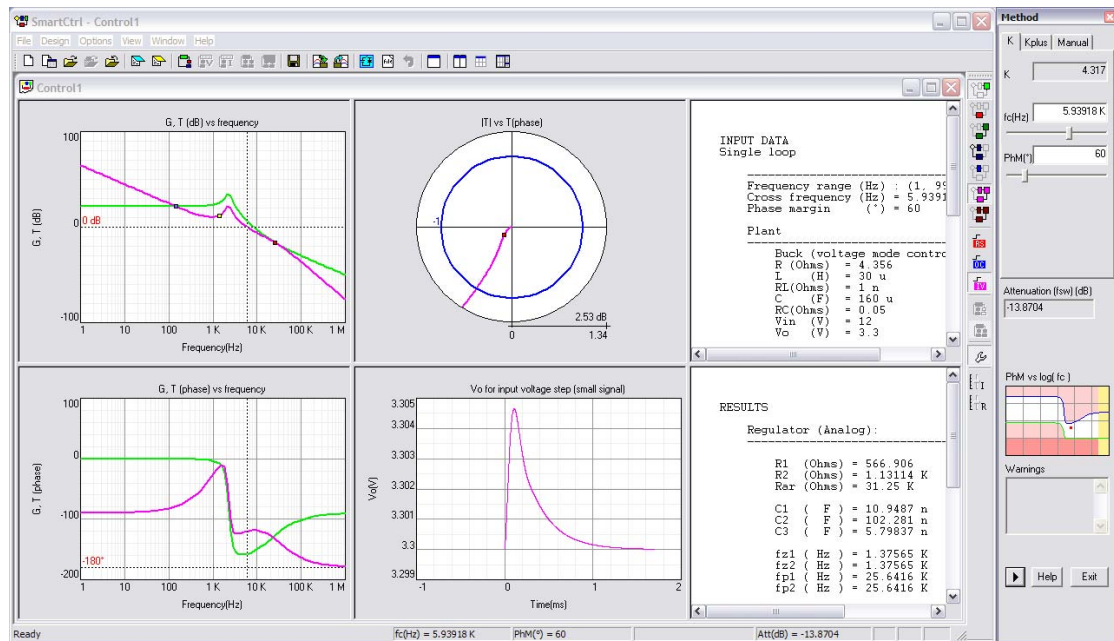 SmartCtrl - Control1
File Design Options View Window Help
Control1
G, T (dB) vs frequency
100
0 dB
0
-100
G, T (dB)
1 10 100 1 K 10 K 100 K 1 M
Frequency(Hz)
|T| vs T(phase)
-1
2.53 dB
0 1.34
INPUT DATA
Single loop
Frequency range (Hz) : (1, 99
Cross frequency (Hz) = 5.9391
Phase margin (°) = 60
Plant
Buck (voltage mode contro
R (Ohms) = 4.356
L (H) = 30 u
RL(Ohms) = 1 n
C (F) = 160 u
RC(Ohms) = 0.05
Vin (V) = 12
Vo (V) = 3.3
G, T (phase) vs frequency
100
0
-100
-180°
-200
G, T (phase)
1 10 100 1 K 10 K 100 K 1 M
Frequency(Hz)
Vo for input voltage step (small signal)
3.305
3.304
3.303
3.302
3.301
3.3
3.299
Vo(V)
-1 0 1 2
Time(ms)
RESULTS
Regulator (Analog):
R1 (Ohms) = 566.906
R2 (Ohms) = 1.13114 K
Rar (Ohms) = 31.25 K
C1 ( F ) = 10.9487 n
C2 ( F ) = 102.281 n
C3 ( F ) = 5.79837 n
fz1 ( Hz ) = 1.37565 K
fz2 ( Hz ) = 1.37565 K
fp1 ( Hz ) = 25.6416 K
fp2 ( Hz ) = 25.6416 K
Ready fc(Hz) = 5.93918 K PhM(°) = 60 Att(dB) = -13.8704
Method
K Kplus Manual
K 4.317
fc(Hz) 5.93918 K
PhM(°) 60
Attenuation (fsw) (dB)
-13.8704
PhM vs log( fc )
Warnings
Help Exit